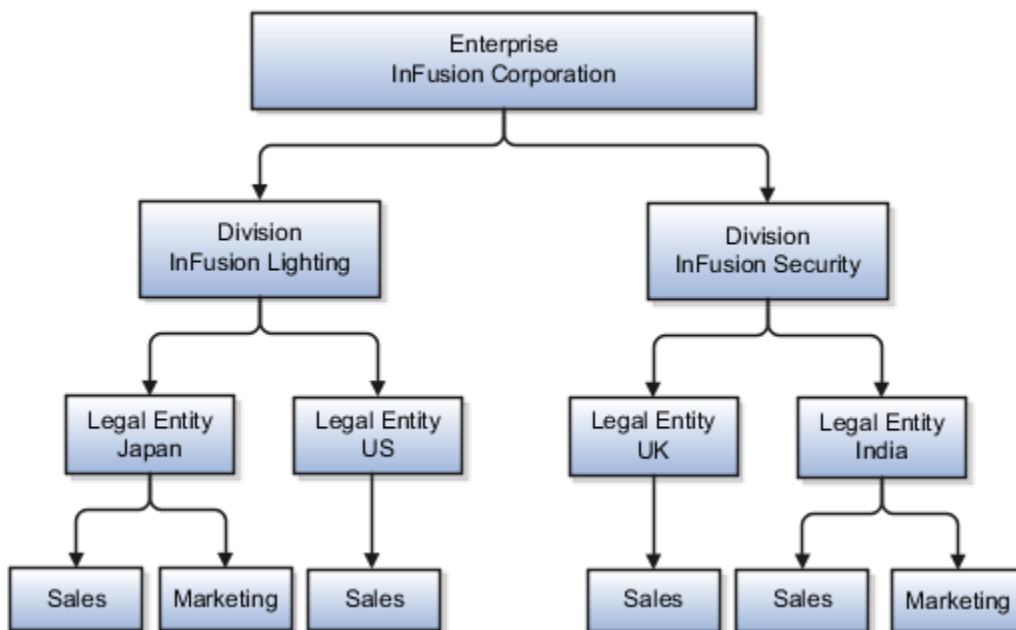 Enterprise
InFusion Corporation
Division
InFusion Lighting
Division
InFusion Security
Legal Entity
Japan
Legal Entity
US
Legal Entity
UK
Legal Entity
India
Sales
Marketing
Sales
Sales
Sales
Marketing